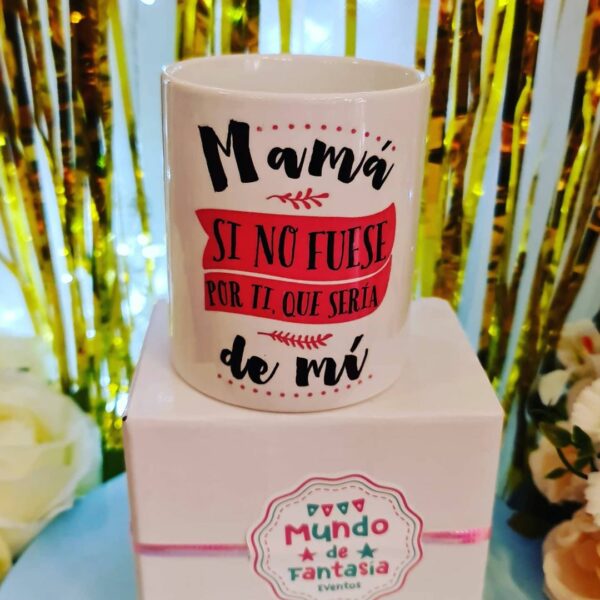 Mamá
SI NO FUESE
POR TI, QUE SERÍA
de mí
Mundo
de
Fantasía
EVENTOS